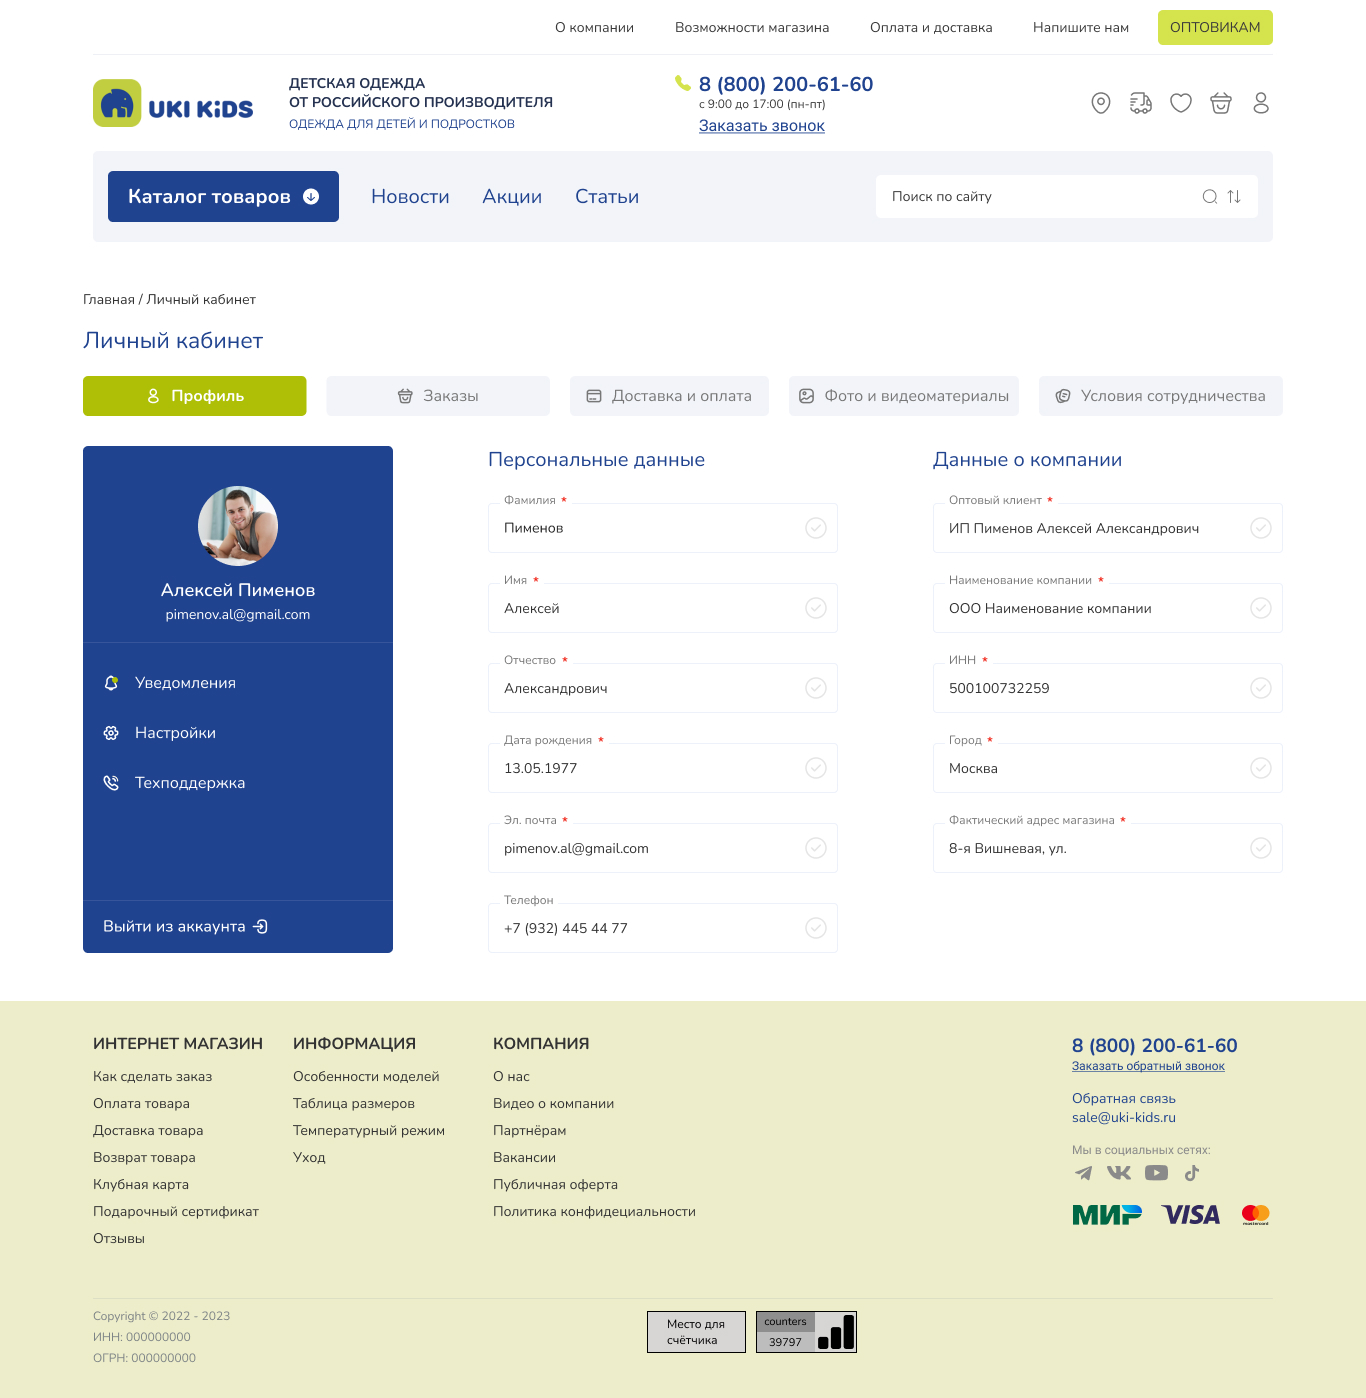 О компании
Возможности магазина
Оплата и доставка
Напишите нам
ОПТОВИКАМ
UKI KiDS
ДЕТСКАЯ ОДЕЖДА
ОТ РОССИЙСКОГО ПРОИЗВОДИТЕЛЯ
ОДЕЖДА ДЛЯ ДЕТЕЙ И ПОДРОСТКОВ
8 (800) 200-61-60
с 9:00 до 17:00 (пн-пт)
Заказать звонок
Каталог товаров
Новости
Акции
Статьи
Поиск по сайту
Главная / Личный кабинет
Личный кабинет
Профиль
Заказы
Доставка и оплата
Фото и видеоматериалы
Условия сотрудничества
Алексей Пименов
pimenov.al@gmail.com
Уведомления
Настройки
Техподдержка
Выйти из аккаунта
Персональные данные
Фамилия *
Пименов
Имя *
Алексей
Отчество *
Александрович
Дата рождения *
13.05.1977
Эл. почта *
pimenov.al@gmail.com
Телефон
+7 (932) 445 44 77
Данные о компании
Оптовый клиент *
ИП Пименов Алексей Александрович
Наименование компании *
ООО Наименование компании
ИНН *
500100732259
Город *
Москва
Фактический адрес магазина *
8-я Вишневая, ул.
ИНТЕРНЕТ МАГАЗИН
Как сделать заказ
Оплата товара
Доставка товара
Возврат товара
Клубная карта
Подарочный сертификат
Отзывы
ИНФОРМАЦИЯ
Особенности моделей
Таблица размеров
Температурный режим
Уход
КОМПАНИЯ
О нас
Видео о компании
Партнёрам
Вакансии
Публичная оферта
Политика конфидециальности
8 (800) 200-61-60
Заказать обратный звонок
Обратная связь
sale@uki-kids.ru
Мы в социальных сетях:
МИР
VISA
mastercard
Copyright © 2022 - 2023
ИНН: 000000000
ОГРН: 000000000
Место для
счётчика
counters
39797